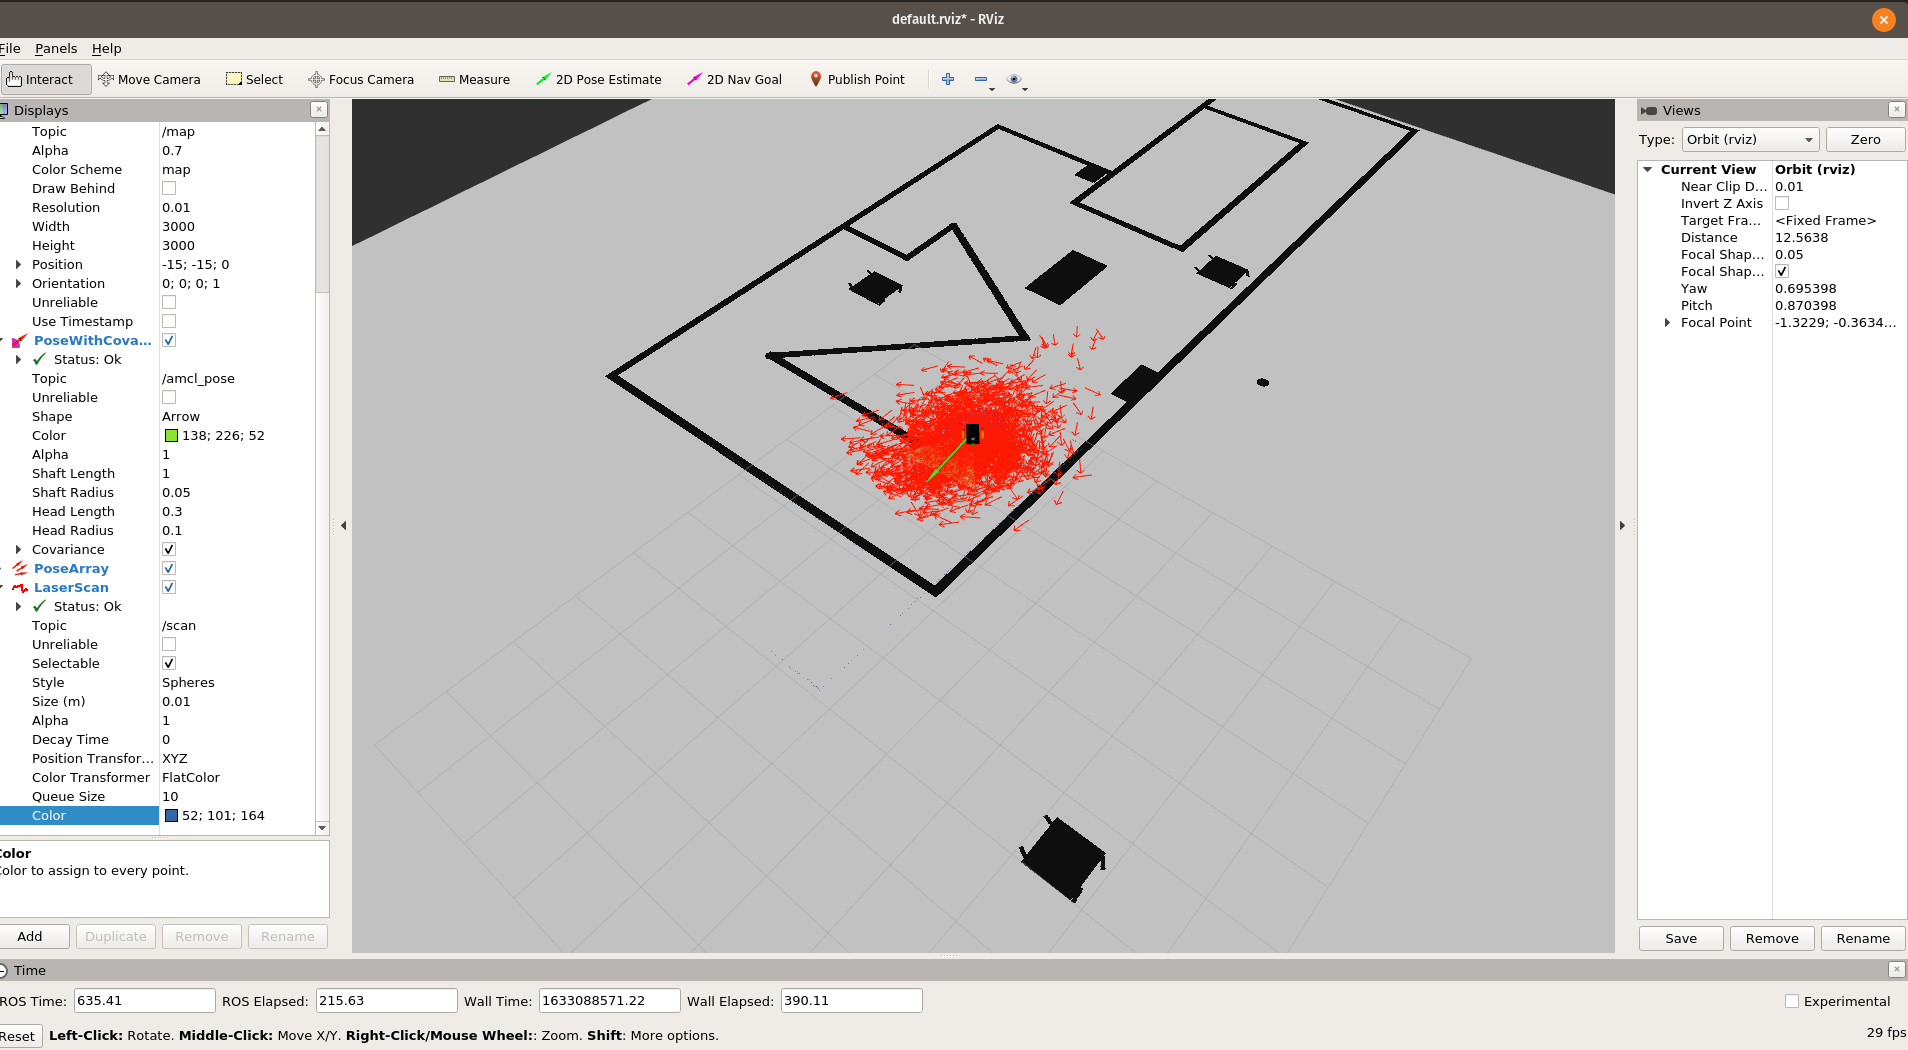 default.rviz* - RViz
File Panels Help
Interact Move Camera Select Focus Camera Measure 2D Pose Estimate 2D Nav Goal Publish Point
Displays
Topic /map
Alpha 0.7
Color Scheme map
Draw Behind
Resolution 0.01
Width 3000
Height 3000
Position -15; -15; 0
Orientation 0; 0; 0; 1
Unreliable
Use Timestamp
PoseWithCova...
Status: Ok
Topic /amcl_pose
Unreliable
Shape Arrow
Color 138; 226; 52
Alpha 1
Shaft Length 1
Shaft Radius 0.05
Head Length 0.3
Head Radius 0.1
Covariance
PoseArray
LaserScan
Status: Ok
Topic /scan
Unreliable
Selectable
Style Spheres
Size (m) 0.01
Alpha 1
Decay Time 0
Position Transfor... XYZ
Color Transformer FlatColor
Queue Size 10
Color 52; 101; 164
Color
Color to assign to every point.
Add Duplicate Remove Rename
Views
Type: Orbit (rviz) Zero
Current View Orbit (rviz)
Near Clip D... 0.01
Invert Z Axis
Target Fra... <Fixed Frame>
Distance 12.5638
Focal Shap... 0.05
Focal Shap...
Yaw 0.695398
Pitch 0.870398
Focal Point -1.3229; -0.3634...
Save Remove Rename
Time
ROS Time: 635.41 ROS Elapsed: 215.63 Wall Time: 1633088571.22 Wall Elapsed: 390.11 Experimental
Reset Left-Click: Rotate. Middle-Click: Move X/Y. Right-Click/Mouse Wheel:: Zoom. Shift: More options. 29 fps